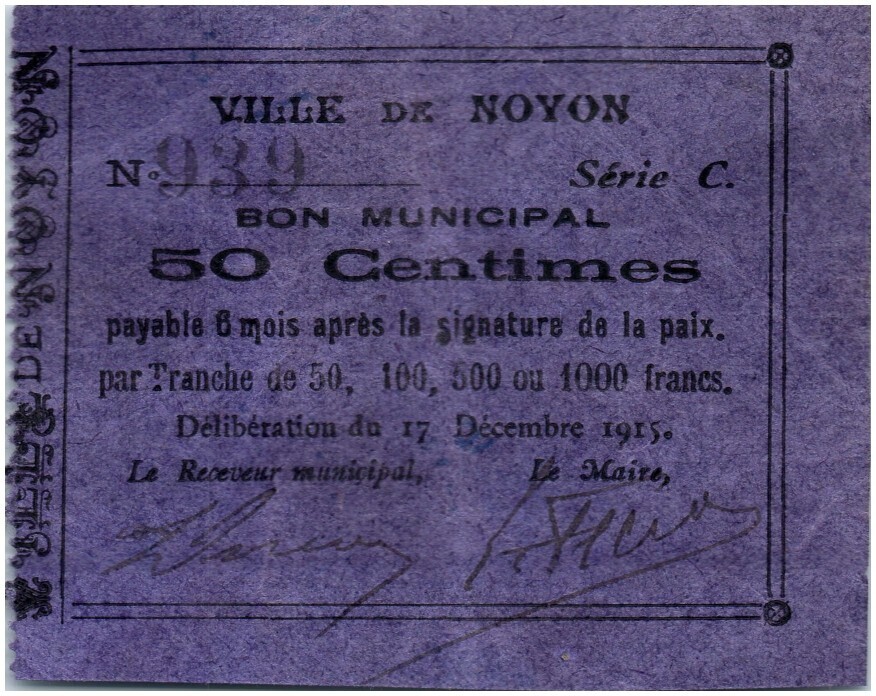 VILLE DE NOYON
No. 939 Série C.
BON MUNICIPAL
50 Centimes
payable 6 mois après la signature de la paix.
par Tranche de 50, 100, 500 ou 1000 francs.
Délibération du 17 Décembre 1915.
Le Receveur municipal, Le Maire,
VILLE DE NOYON